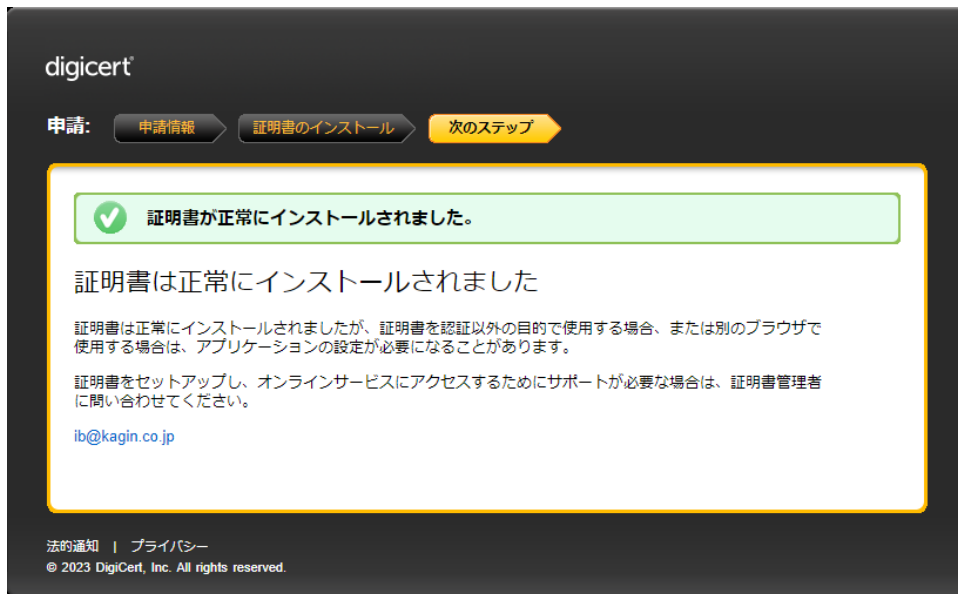 digicert®
申請: 申請情報 証明書のインストール 次のステップ
証明書が正常にインストールされました。
証明書は正常にインストールされました
証明書は正常にインストールされましたが、証明書を認証以外の目的で使用する場合、または別のブラウザで
使用する場合は、アプリケーションの設定が必要になることがあります。
証明書をセットアップし、オンラインサービスにアクセスするためにサポートが必要な場合は、証明書管理者
に問い合わせてください。
ib@kagin.co.jp
法的通知 | プライバシー
© 2023 DigiCert, Inc. All rights reserved.